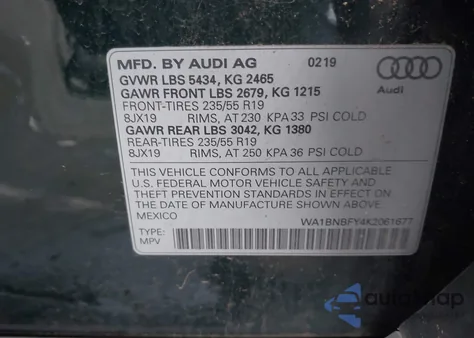 MFD. BY AUDI AG 0219
GVWR LBS 5434, KG 2465
GAWR FRONT LBS 2679, KG 1215
FRONT-TIRES 235/55 R19
8JX19 RIMS, AT 230 KPA 33 PSI COLD
GAWR REAR LBS 3042, KG 1380
REAR-TIRES 235/55 R19
8JX19 RIMS, AT 250 KPA 36 PSI COLD
Audi
THIS VEHICLE CONFORMS TO ALL APPLICABLE
U.S. FEDERAL MOTOR VEHICLE SAFETY AND
THEFT PREVENTION STANDARDS IN EFFECT ON
THE DATE OF MANUFACTURE SHOWN ABOVE.
MEXICO
WA1BNBFY4K2061677
TYPE:
MPV
autosnap